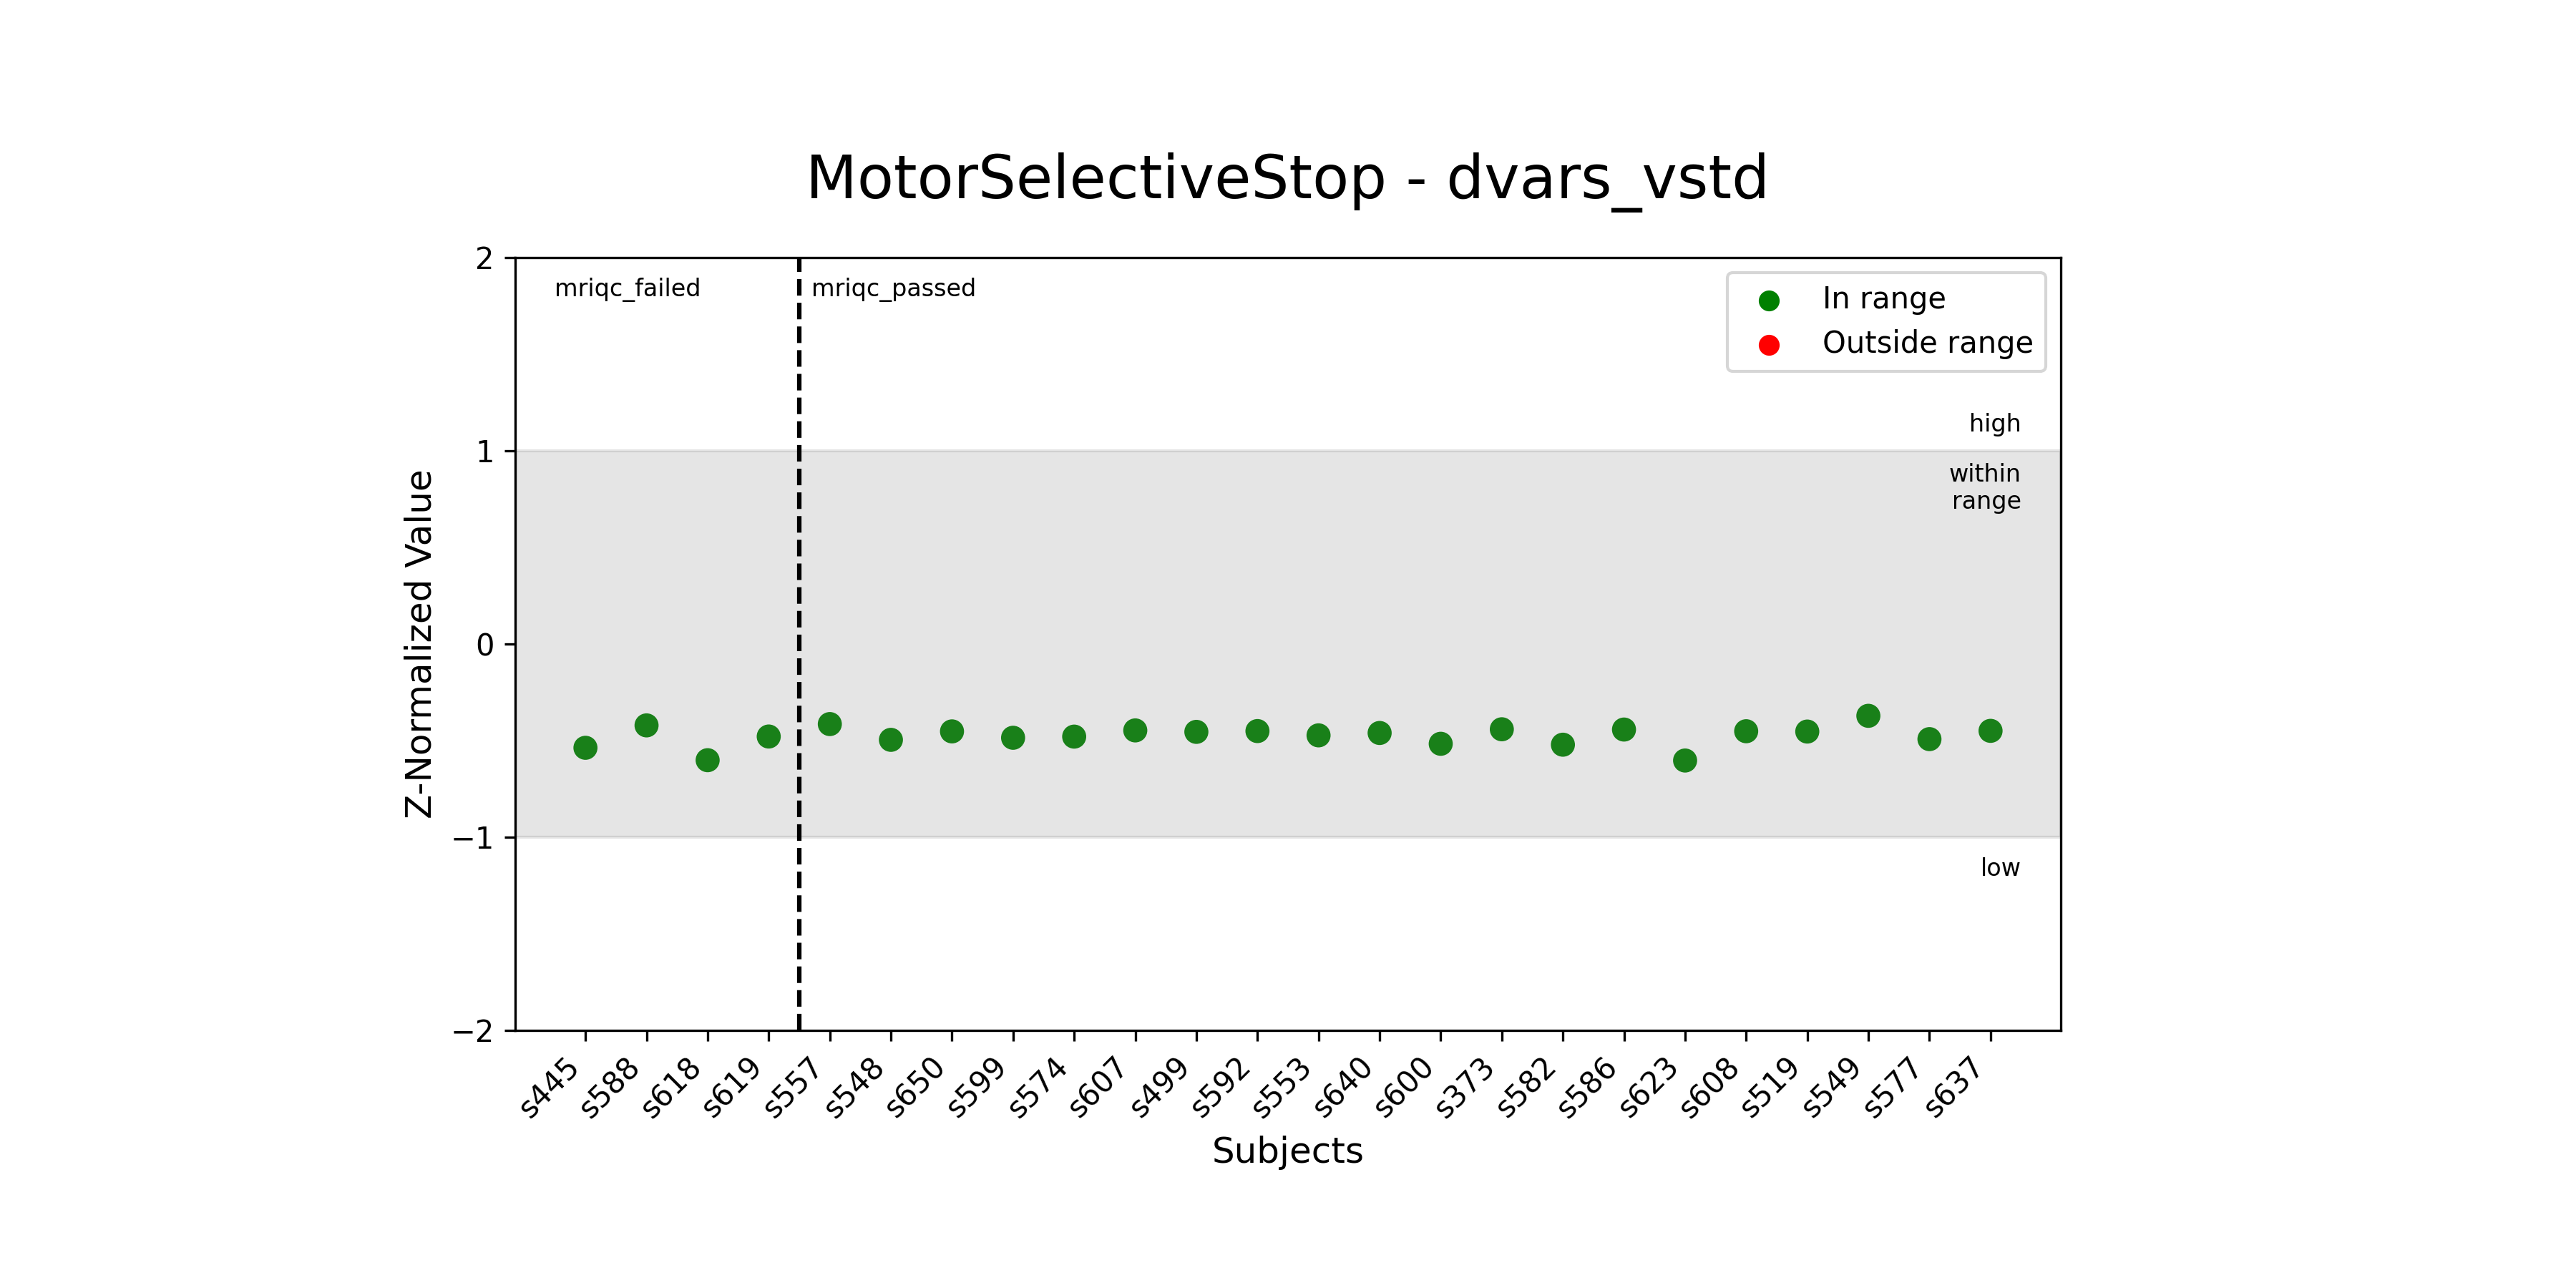 MotorSelectiveStop - dvars_vstd
mriqc_failed
mriqc_passed
In range
Outside range
high
within
range
low
2
1
0
−1
−2
Z-Normalized Value
s445
s588
s618
s619
s557
s548
s650
s599
s574
s607
s499
s592
s553
s640
s600
s373
s582
s586
s623
s608
s519
s549
s577
s637
Subjects